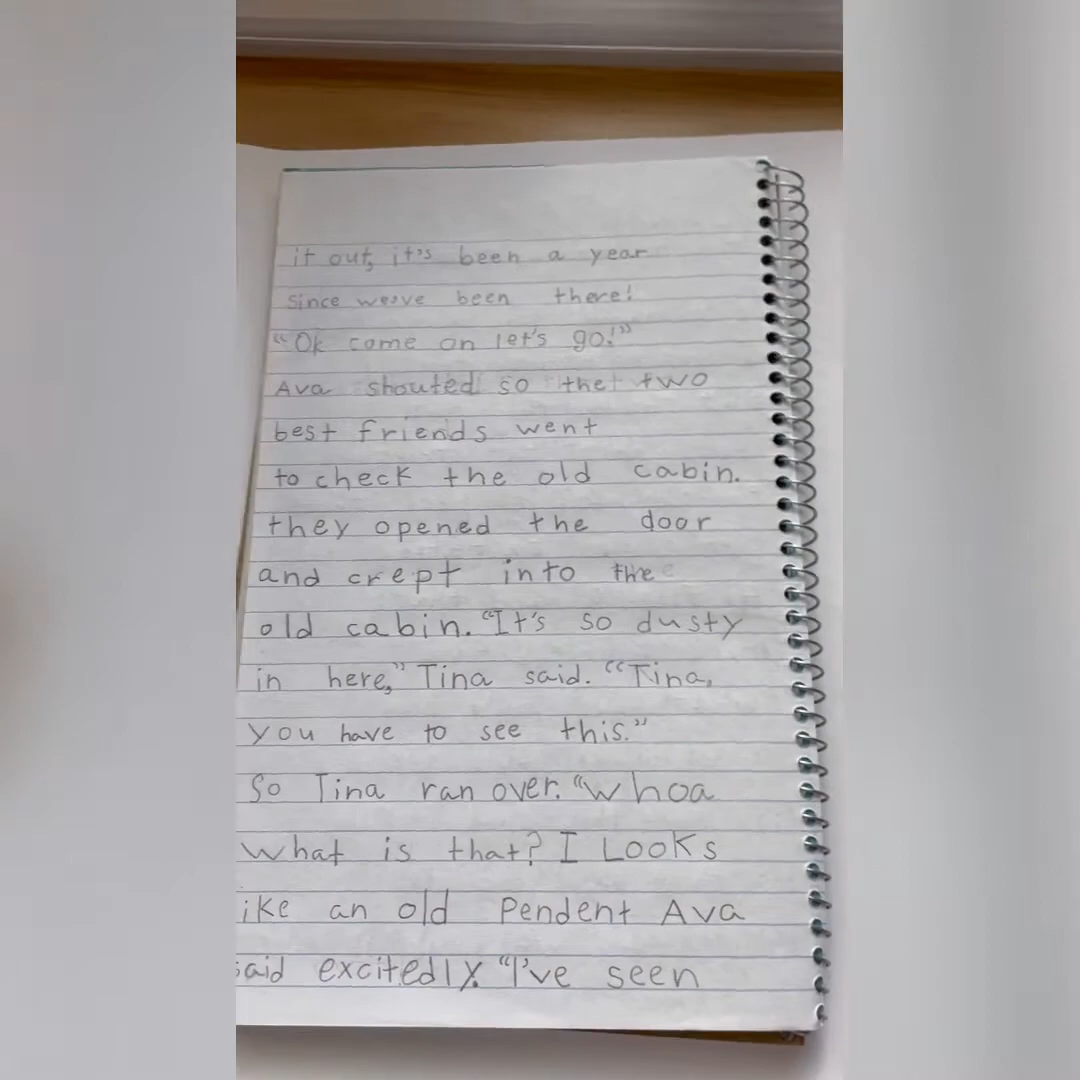 it out, it's been a year
since we've been there!
“Ok come on let's go!”
Ava shouted so the two
best friends went
to check the old cabin.
they opened the door
and crept into the
old cabin. “It's so dusty
in here,” Tina said. “Tina,
you have to see this.”
So Tina ran over. “whoa
what is that? I Looks
ike an old Pendent Ava
said excitedly. “I've seen